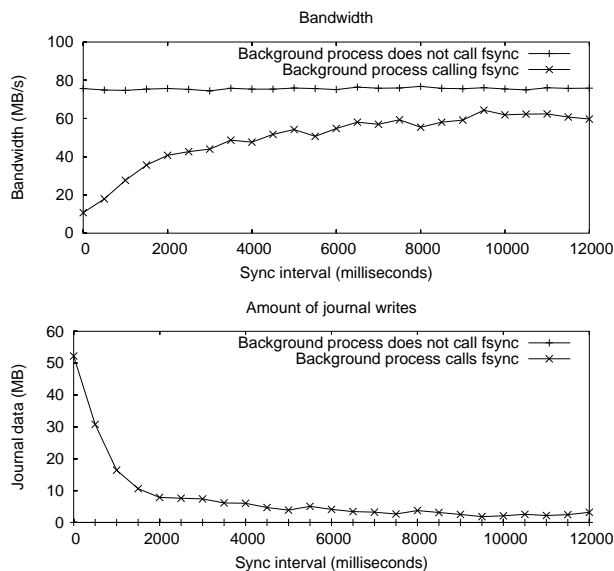 Bandwidth
100
80
60
40
20
0
Bandwidth (MB/s)
Background process does not call fsync
Background process calling fsync
0 2000 4000 6000 8000 10000 12000
Sync interval (milliseconds)
Amount of journal writes
60
50
40
30
20
10
0
Journal data (MB)
Background process does not call fsync
Background process calls fsync
0 2000 4000 6000 8000 10000 12000
Sync interval (milliseconds)